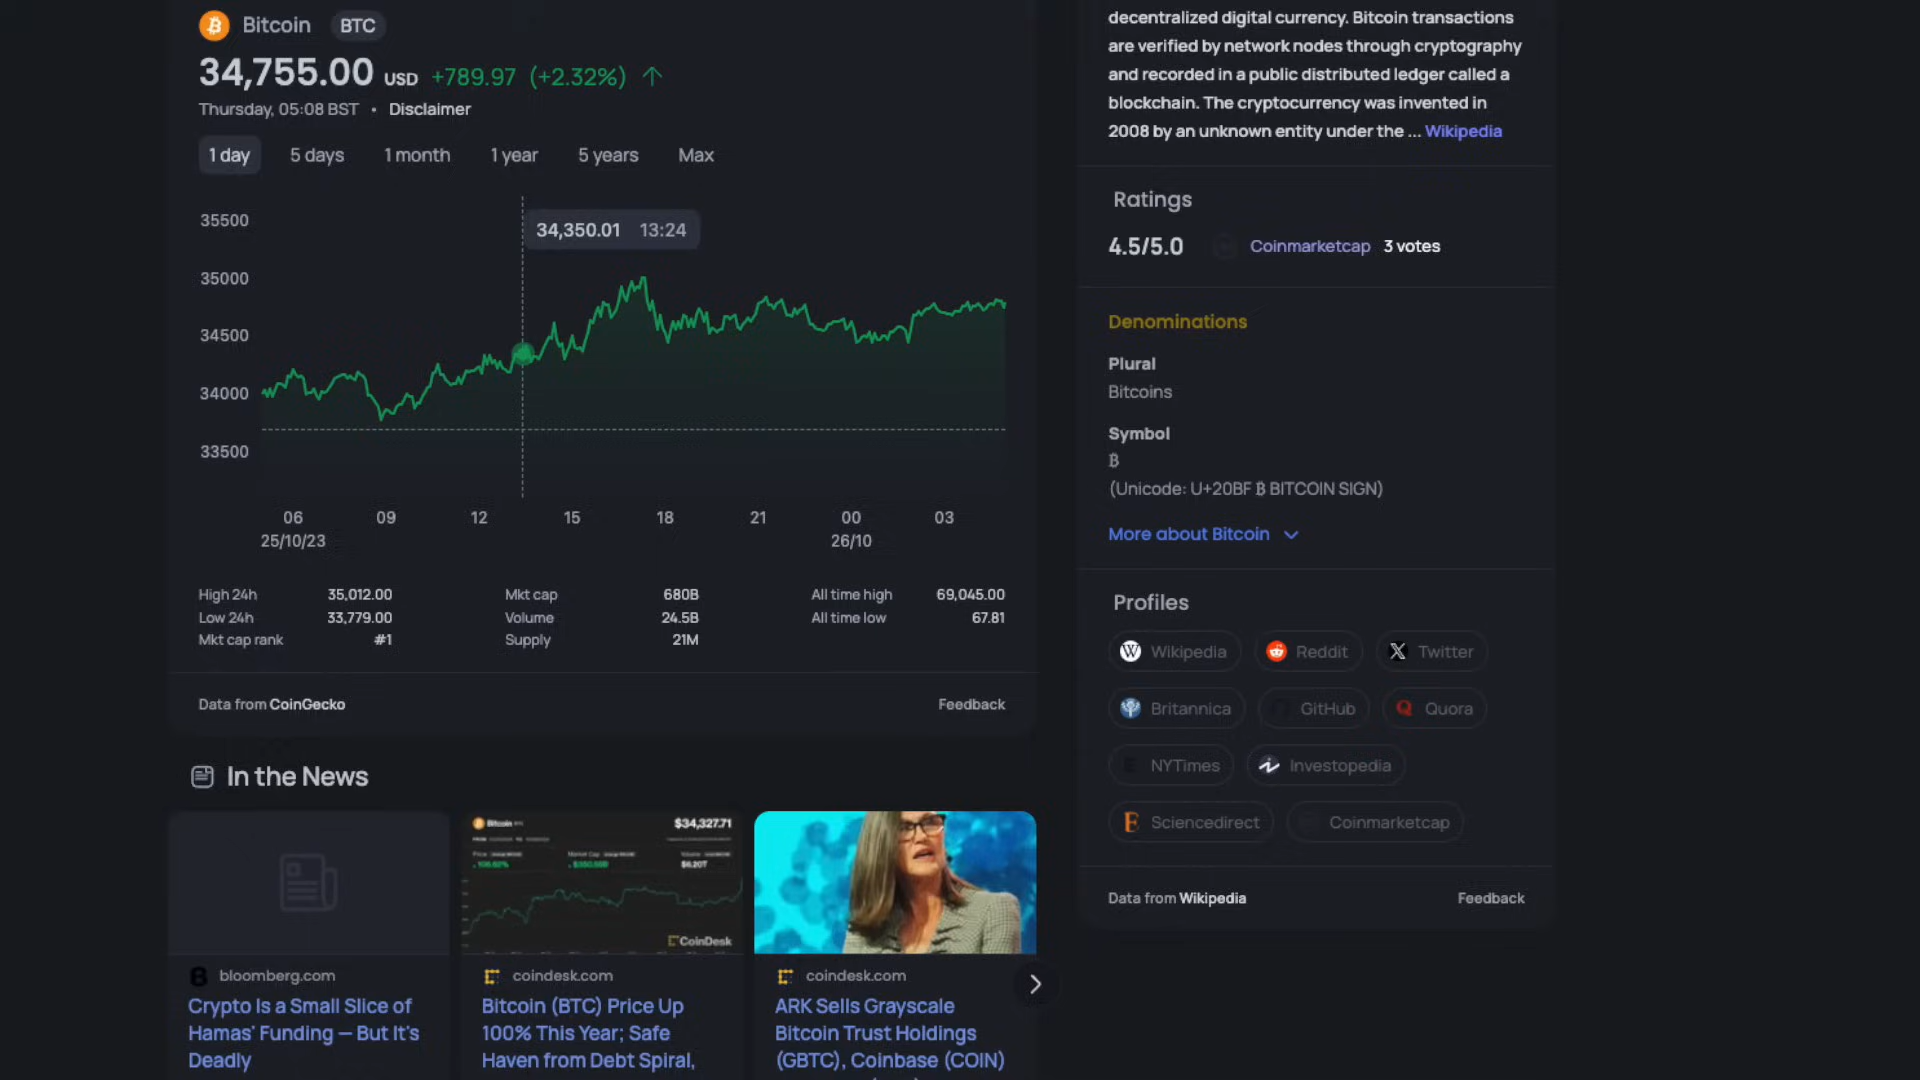 Bitcoin BTC
34,755.00 USD +789.97 (+2.32%) ↑
Thursday, 05:08 BST • Disclaimer
1 day 5 days 1 month 1 year 5 years Max
34,350.01 13:24
35500
35000
34500
34000
33500
06 09 12 15 18 21 00 03
25/10/23 26/10
High 24h 35,012.00 Mkt cap 680B All time high 69,045.00
Low 24h 33,779.00 Volume 24.5B All time low 67.81
Mkt cap rank #1 Supply 21M
Data from CoinGecko Feedback
In the News
Bitcoin $34,327.71
CoinDesk
bloomberg.com
Crypto Is a Small Slice of
Hamas' Funding — But It's
Deadly
coindesk.com
Bitcoin (BTC) Price Up
100% This Year; Safe
Haven from Debt Spiral,
coindesk.com
ARK Sells Grayscale
Bitcoin Trust Holdings
(GBTC), Coinbase (COIN)
decentralized digital currency. Bitcoin transactions
are verified by network nodes through cryptography
and recorded in a public distributed ledger called a
blockchain. The cryptocurrency was invented in
2008 by an unknown entity under the ... Wikipedia
Ratings
4.5/5.0 Coinmarketcap 3 votes
Denominations
Plural
Bitcoins
Symbol
₿
(Unicode: U+20BF ₿ BITCOIN SIGN)
More about Bitcoin
Profiles
Wikipedia Reddit Twitter
Britannica GitHub Quora
NYTimes Investopedia
Sciencedirect Coinmarketcap
Data from Wikipedia Feedback